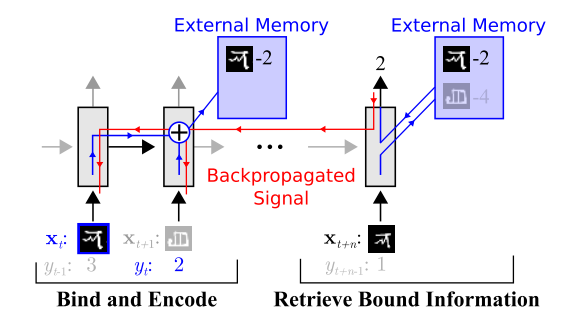 External Memory
External Memory
-2
2
-2
-4
+
...
Backpropagated
Signal
x_t:
x_{t+1}:
x_{t+n}:
y_{t-1}: 3
y_t: 2
y_{t+n-1}: 1
Bind and Encode
Retrieve Bound Information